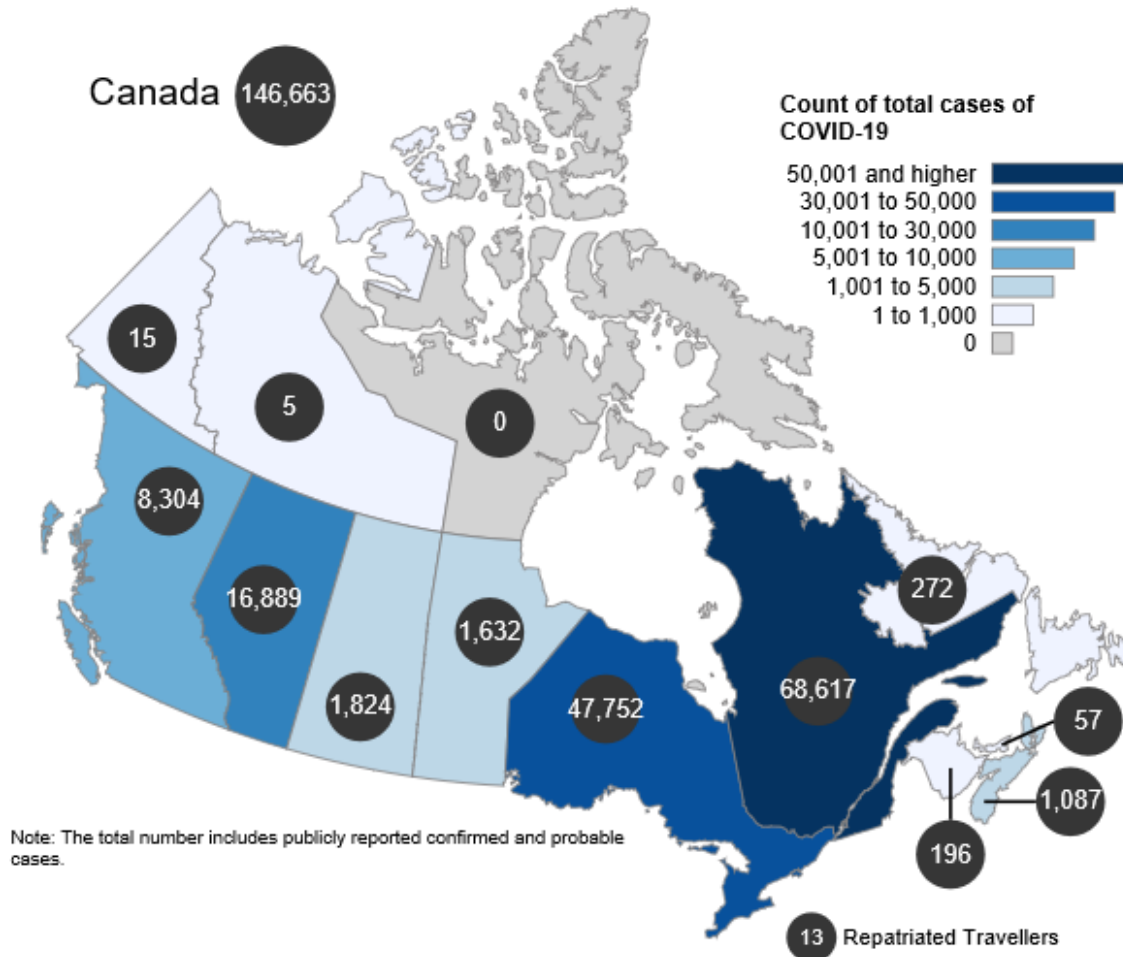 Canada 146,663
Count of total cases of
COVID-19
50,001 and higher
30,001 to 50,000
10,001 to 30,000
5,001 to 10,000
1,001 to 5,000
1 to 1,000
0
15
5
0
8,304
16,889
1,824
1,632
47,752
68,617
272
57
1,087
196
Note: The total number includes publicly reported confirmed and probable
cases.
13 Repatriated Travellers